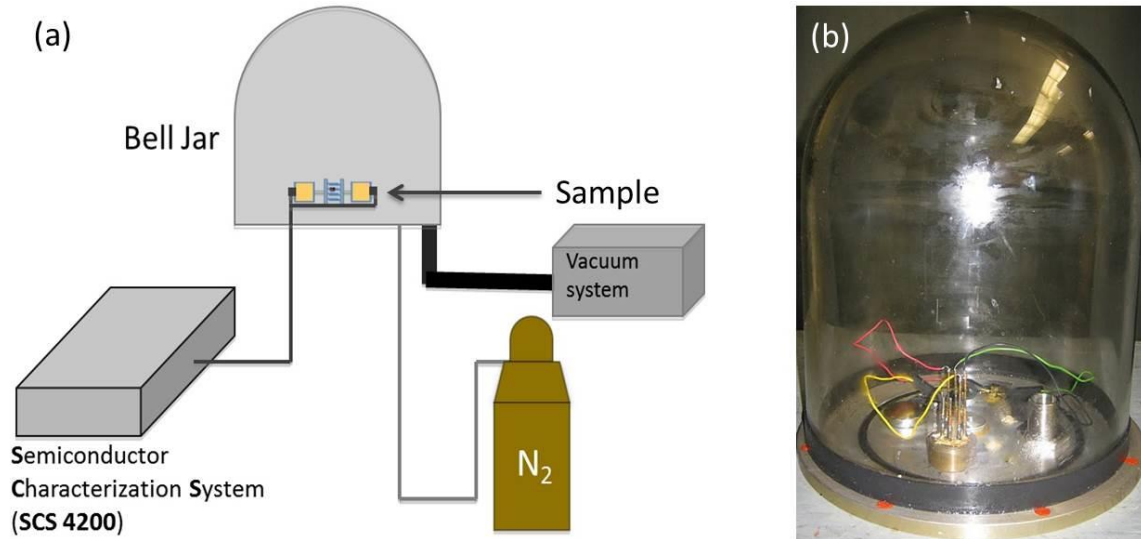 (a)
Bell Jar
Sample
Vacuum
system
N2
Semiconductor
Characterization System
(SCS 4200)
(b)